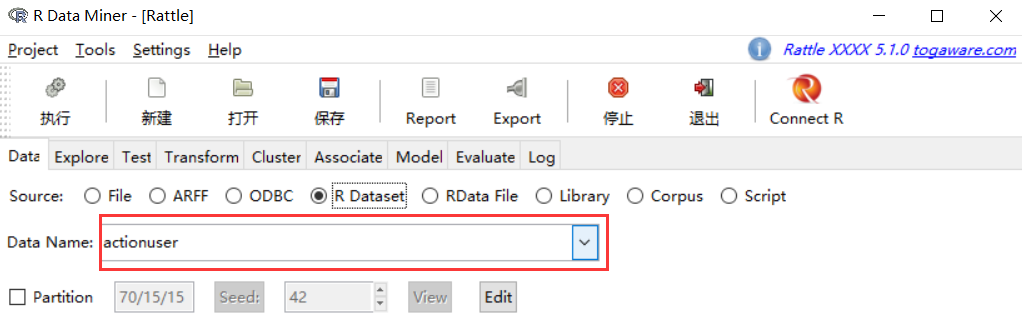 R Data Miner - [Rattle]
Project Tools Settings Help Rattle XXXX 5.1.0 togaware.com
执行 新建 打开 保存 Report Export 停止 退出 Connect R
Data Explore Test Transform Cluster Associate Model Evaluate Log
Source: File ARFF ODBC R Dataset RData File Library Corpus Script
Data Name: actionuser
Partition 70/15/15 Seed: 42 View Edit